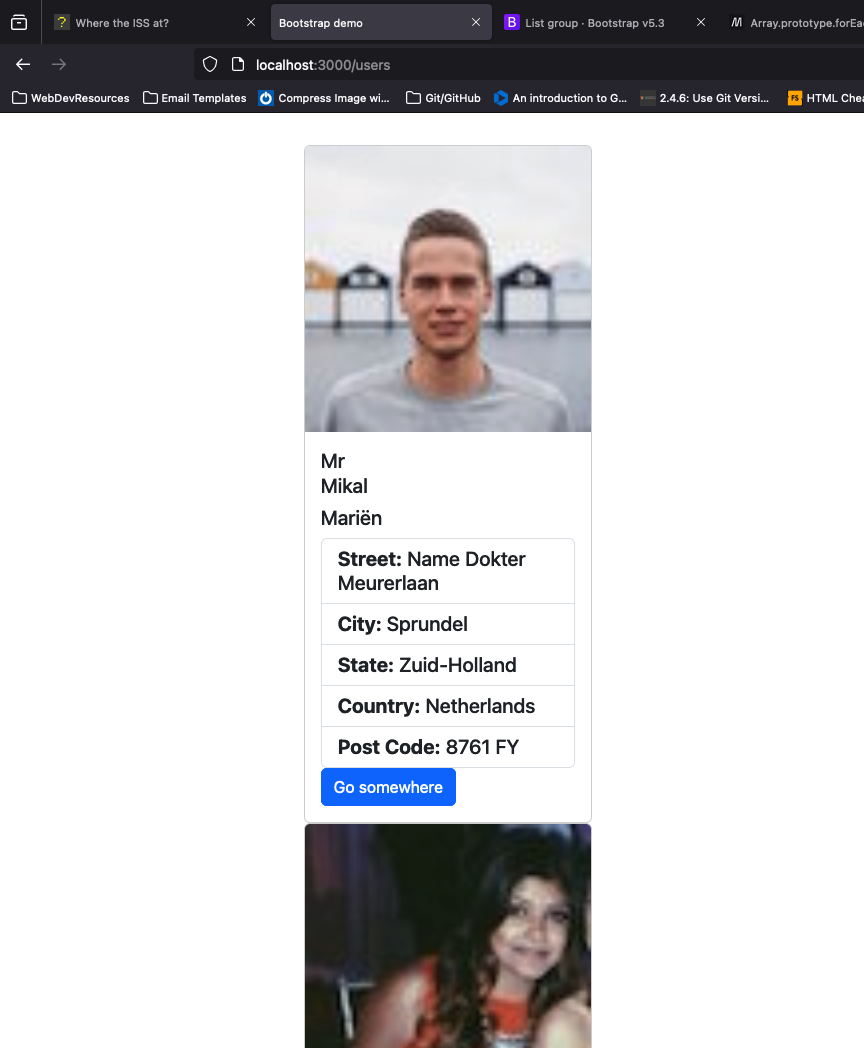 Where the ISS at?
Bootstrap demo
B List group · Bootstrap v5.3
M Array.prototype.forEa
localhost:3000/users
WebDevResources
Email Templates
Compress Image wi...
Git/GitHub
An introduction to G...
2.4.6: Use Git Versi...
FS HTML Chea
Mr
Mikal
Mariën
Street: Name Dokter
Meurerlaan
City: Sprundel
State: Zuid-Holland
Country: Netherlands
Post Code: 8761 FY
Go somewhere